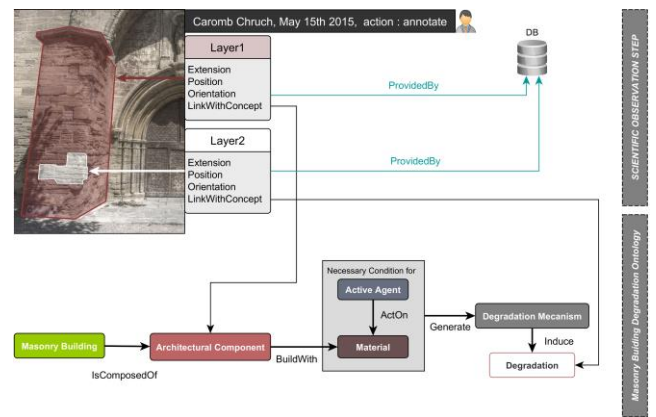 Caromb Chruch, May 15th 2015, action : annotate
Layer1
Extension
Position
Orientation
LinkWithConcept
DB
ProvidedBy
Layer2
Extension
Position
Orientation
LinkWithConcept
ProvidedBy
SCIENTIFIC OBSERVATION STEP
Necessary Condition for
Active Agent
ActOn
Material
Generate
Degradation Mecanism
Induce
Degradation
Masonry Building
IsComposedOf
Architectural Component
BuildWith
Masonry Buiding Degradation Ontology